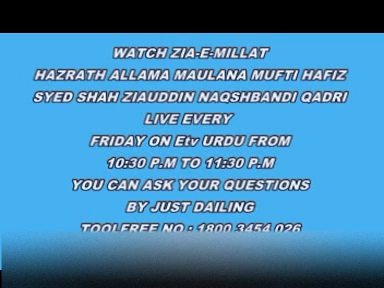 WATCH ZIA-E-MILLAT
HAZRATH ALLAMA MAULANA MUFTI HAFIZ
SYED SHAH ZIAUDDIN NAQSHBANDI QADRI
LIVE EVERY
FRIDAY ON Etv URDU FROM
10:30 P.M TO 11:30 P.M
YOU CAN ASK YOUR QUESTIONS
BY JUST DAILING
TOOLFREE NO : 1800 3454 026